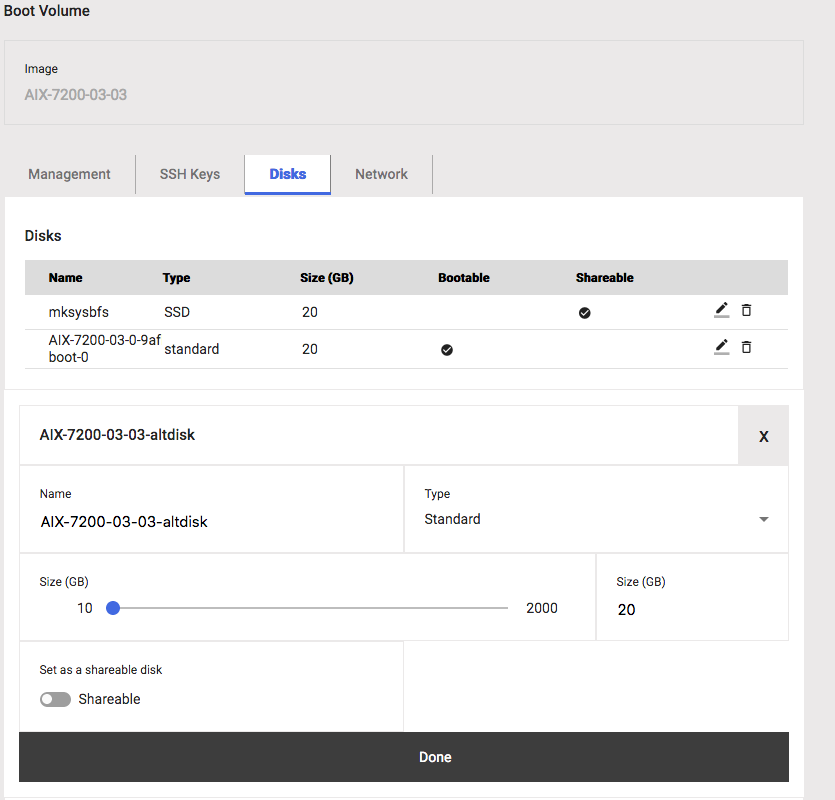 Boot Volume
Image
AIX-7200-03-03
Management SSH Keys Disks Network
Disks
Name Type Size (GB) Bootable Shareable
mksysbfs SSD 20
AIX-7200-03-0-9af
boot-0 standard 20
AIX-7200-03-03-altdisk X
Name Type
AIX-7200-03-03-altdisk Standard
Size (GB) Size (GB)
10 2000 20
Set as a shareable disk
Shareable
Done